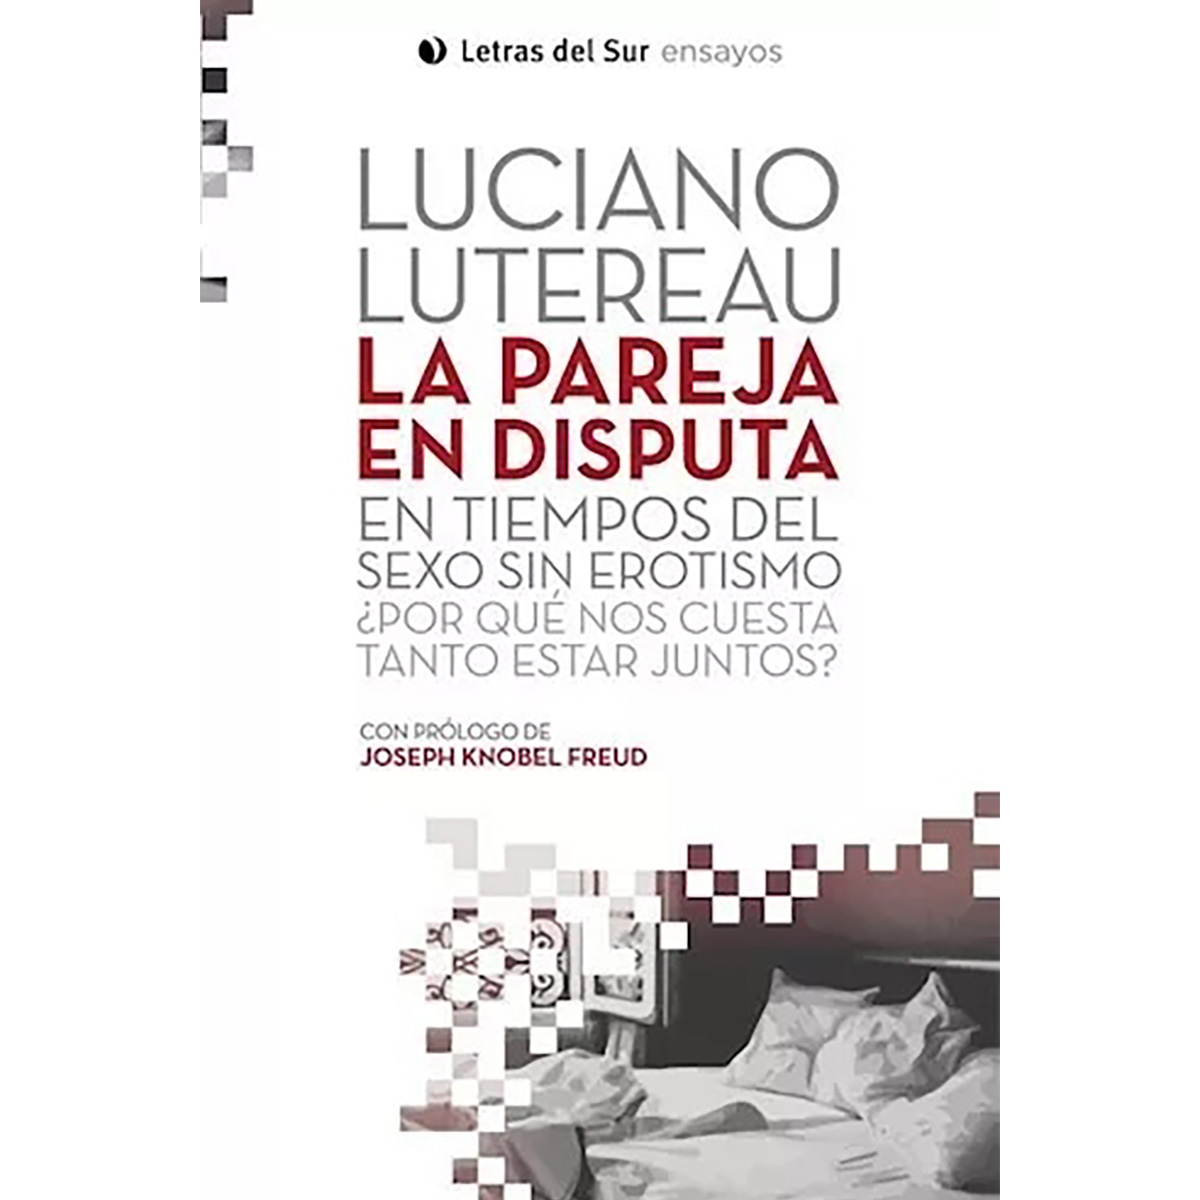 Letras del Sur ensayos
LUCIANO
LUTEREAU
LA PAREJA
EN DISPUTA
EN TIEMPOS DEL
SEXO SIN EROTISMO
¿POR QUÉ NOS CUESTA
TANTO ESTAR JUNTOS?
CON PRÓLOGO DE
JOSEPH KNOBEL FREUD